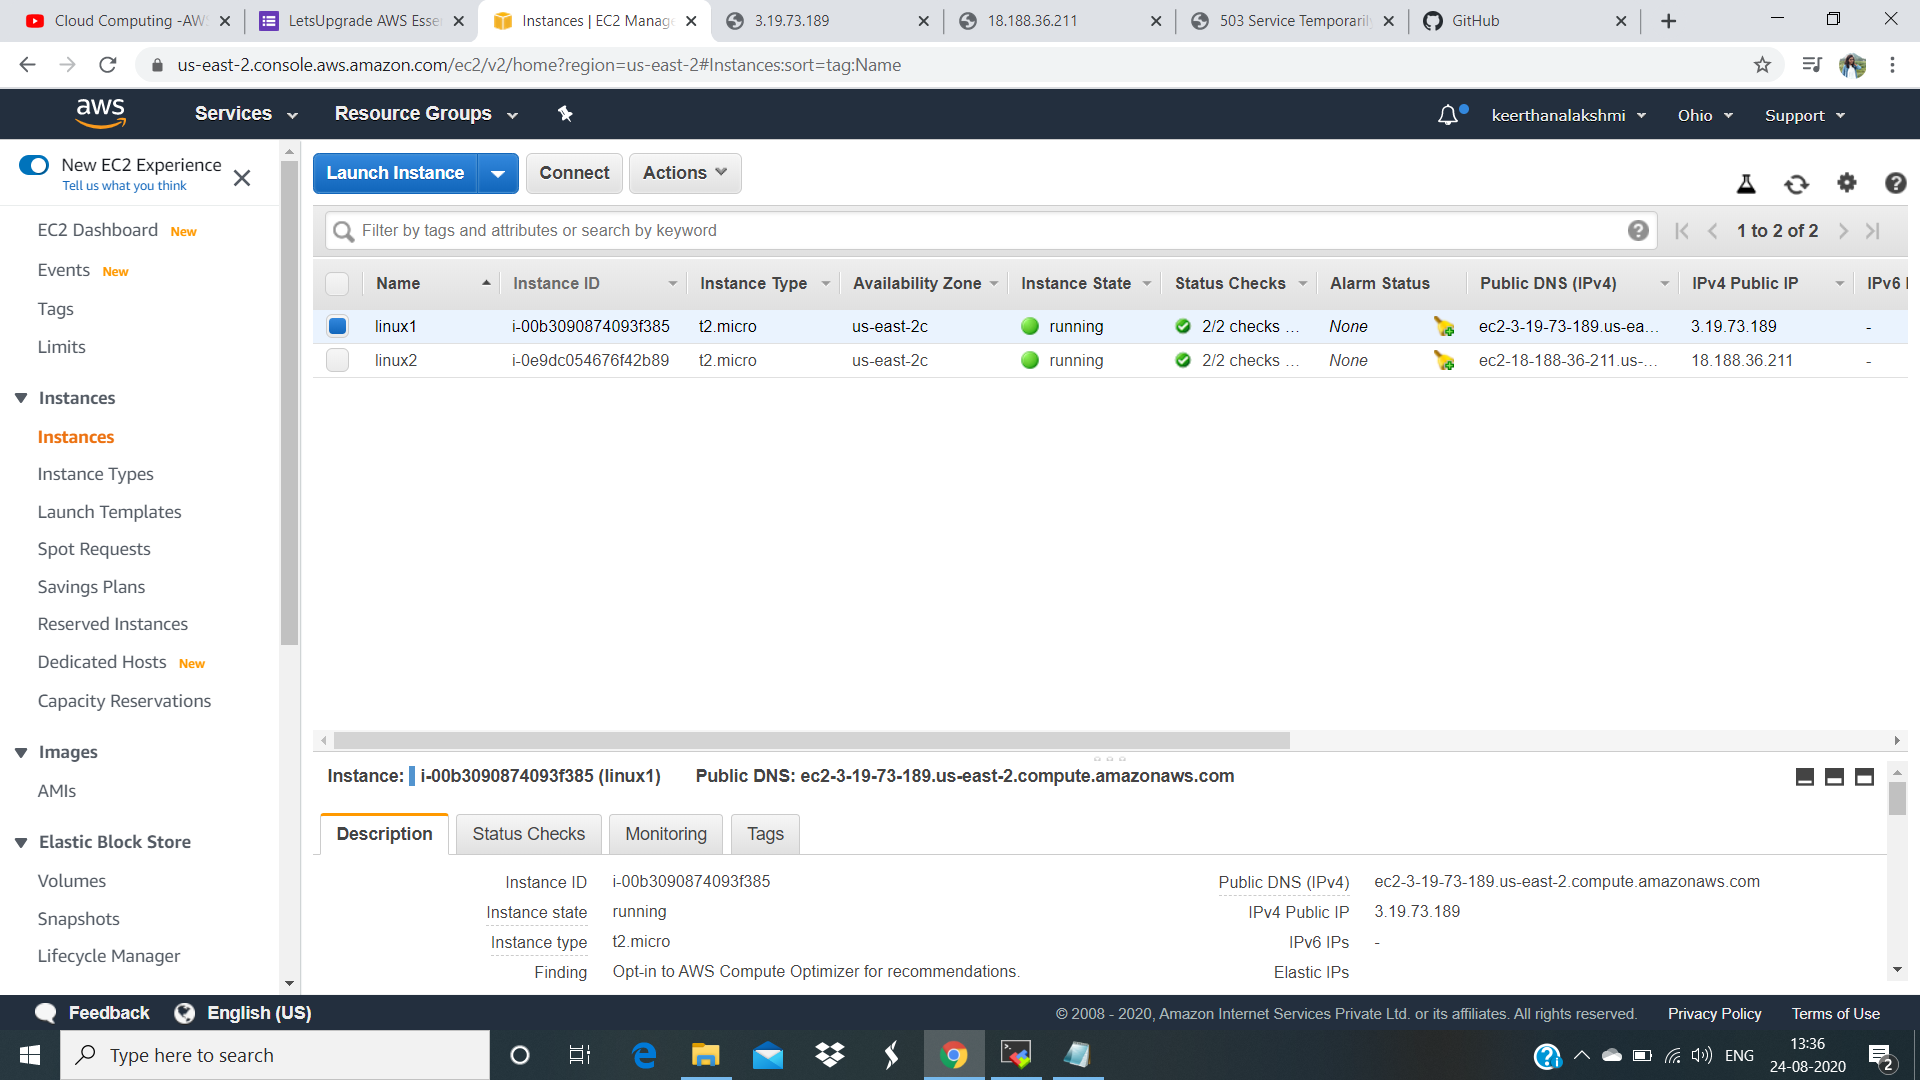 Cloud Computing -AW
LetsUpgrade AWS Esse
Instances | EC2 Manage
3.19.73.189
18.188.36.211
503 Service Temporaril
GitHub
us-east-2.console.aws.amazon.com/ec2/v2/home?region=us-east-2#Instances:sort=tag:Name
aws
Services
Resource Groups
keerthanalakshmi
Ohio
Support
New EC2 Experience
Tell us what you think
EC2 Dashboard New
Events New
Tags
Limits
Instances
Instances
Instance Types
Launch Templates
Spot Requests
Savings Plans
Reserved Instances
Dedicated Hosts New
Capacity Reservations
Images
AMIs
Elastic Block Store
Volumes
Snapshots
Lifecycle Manager
Launch Instance
Connect
Actions
Filter by tags and attributes or search by keyword
1 to 2 of 2
Name Instance ID Instance Type Availability Zone Instance State Status Checks Alarm Status Public DNS (IPv4) IPv4 Public IP IPv6 I
linux1 i-00b3090874093f385 t2.micro us-east-2c running 2/2 checks ... None ec2-3-19-73-189.us-ea... 3.19.73.189 -
linux2 i-0e9dc054676f42b89 t2.micro us-east-2c running 2/2 checks ... None ec2-18-188-36-211.us-... 18.188.36.211 -
Instance: i-00b3090874093f385 (linux1) Public DNS: ec2-3-19-73-189.us-east-2.compute.amazonaws.com
Description
Status Checks
Monitoring
Tags
Instance ID i-00b3090874093f385
Instance state running
Instance type t2.micro
Finding Opt-in to AWS Compute Optimizer for recommendations.
Public DNS (IPv4) ec2-3-19-73-189.us-east-2.compute.amazonaws.com
IPv4 Public IP 3.19.73.189
IPv6 IPs -
Elastic IPs
Feedback
English (US)
© 2008 - 2020, Amazon Internet Services Private Ltd. or its affiliates. All rights reserved.
Privacy Policy
Terms of Use
Type here to search
ENG
13:36
24-08-2020
2